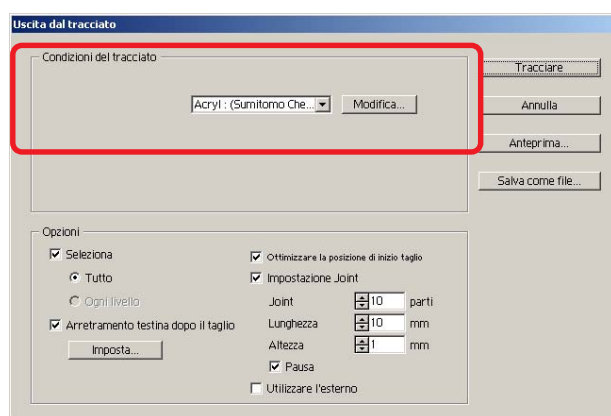 Uscita dal tracciato
Condizioni del tracciato
Acryl : (Sumitomo Che...
Modifica...
Tracciare
Annulla
Anteprima...
Salva come file...
Opzioni
Seleziona
Tutto
Ogni livello
Arretramento testina dopo il taglio
Imposta...
Ottimizzare la posizione di inizio taglio
Impostazione Joint
Joint 10 parti
Lunghezza 10 mm
Altezza 1 mm
Pausa
Utilizzare l'esterno